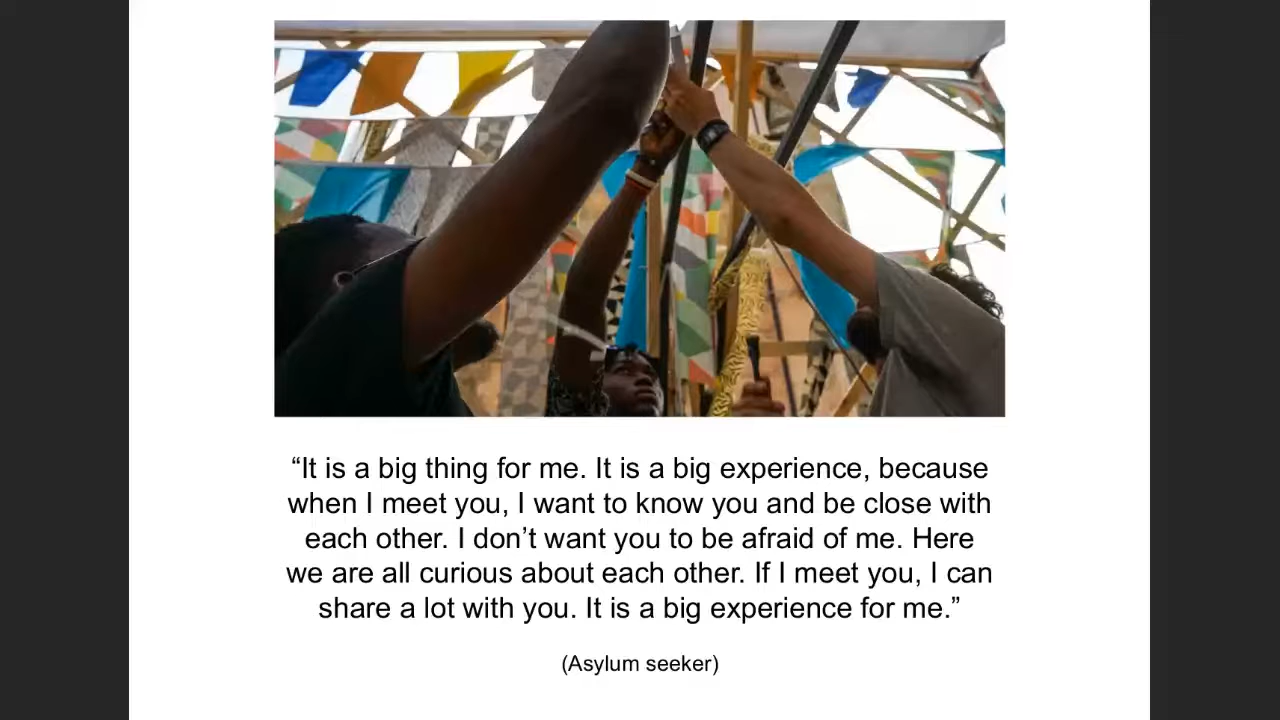 “It is a big thing for me. It is a big experience, because
when I meet you, I want to know you and be close with
each other. I don’t want you to be afraid of me. Here
we are all curious about each other. If I meet you, I can
share a lot with you. It is a big experience for me.”
(Asylum seeker)